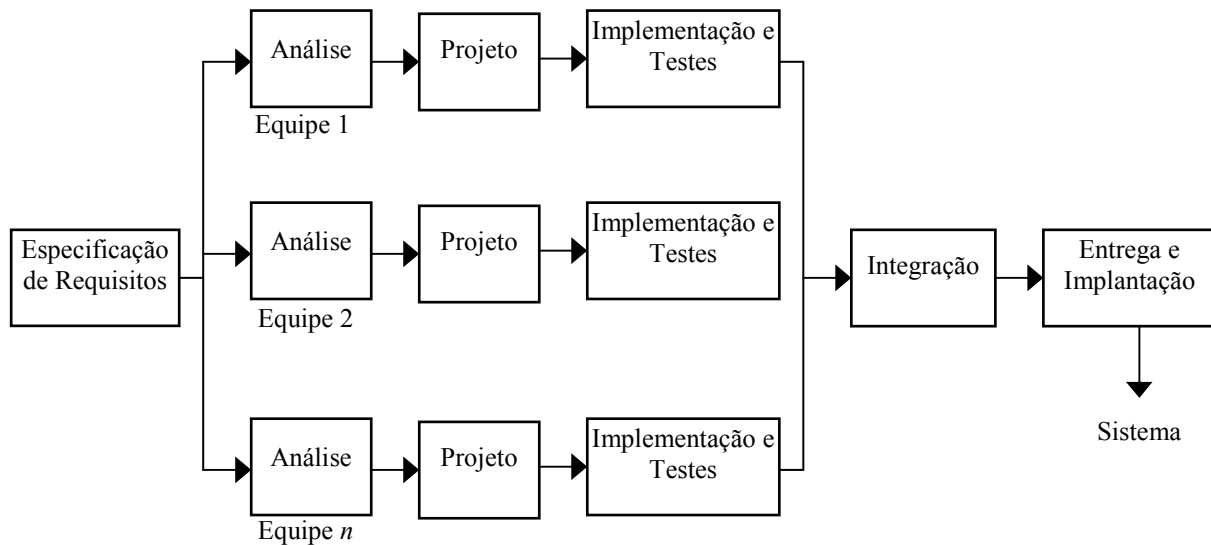 Análise
Projeto
Implementação e
Testes
Equipe 1
Especificação
de Requisitos
Análise
Projeto
Implementação e
Testes
Equipe 2
Integração
Entrega e
Implantação
Análise
Projeto
Implementação e
Testes
Equipe n
Sistema